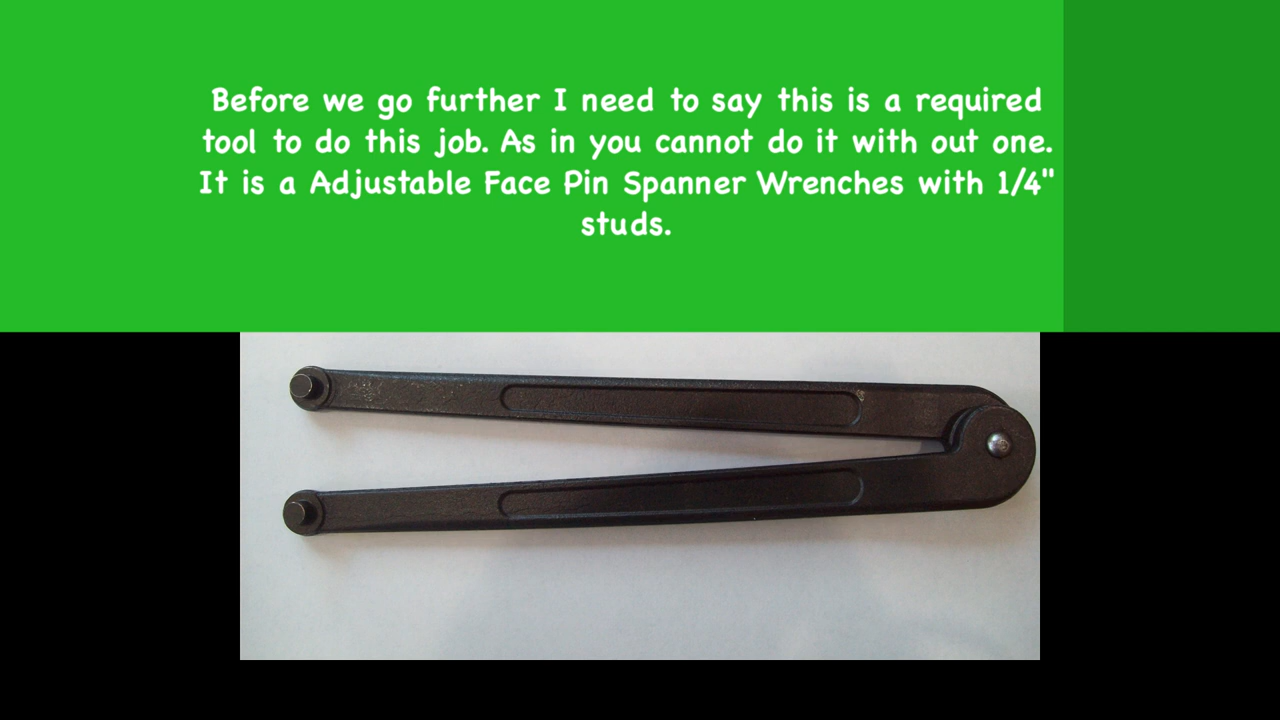 Before we go further I need to say this is a required
tool to do this job. As in you cannot do it with out one.
It is a Adjustable Face Pin Spanner Wrenches with 1/4"
studs.